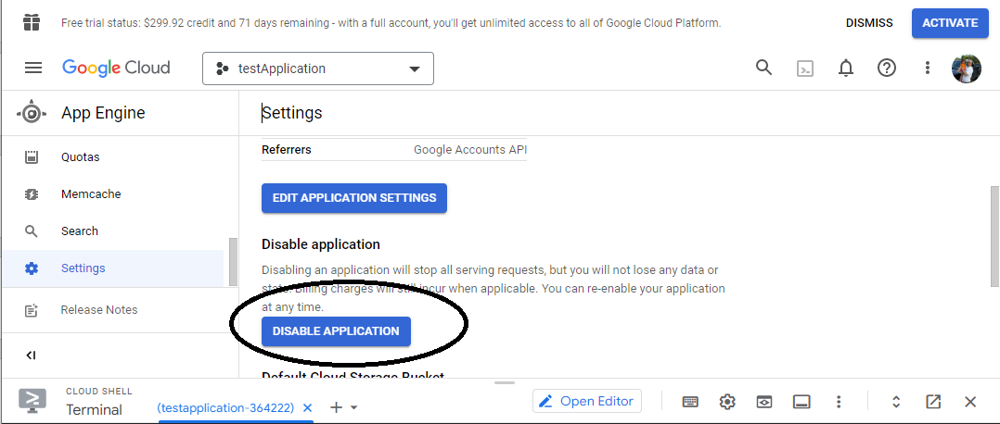 Free trial status: $299.92 credit and 71 days remaining - with a full account, you'll get unlimited access to all of Google Cloud Platform.
DISMISS
ACTIVATE
Google Cloud
testApplication
App Engine
Settings
Quotas
Memcache
Search
Settings
Release Notes
Referrers
Google Accounts API
EDIT APPLICATION SETTINGS
Disable application
Disabling an application will stop all serving requests, but you will not lose any data or
state. Billing charges will still incur when applicable. You can re-enable your application
at any time.
DISABLE APPLICATION
Default Cloud Storage Bucket
CLOUD SHELL
Terminal
(testapplication-364222)
Open Editor